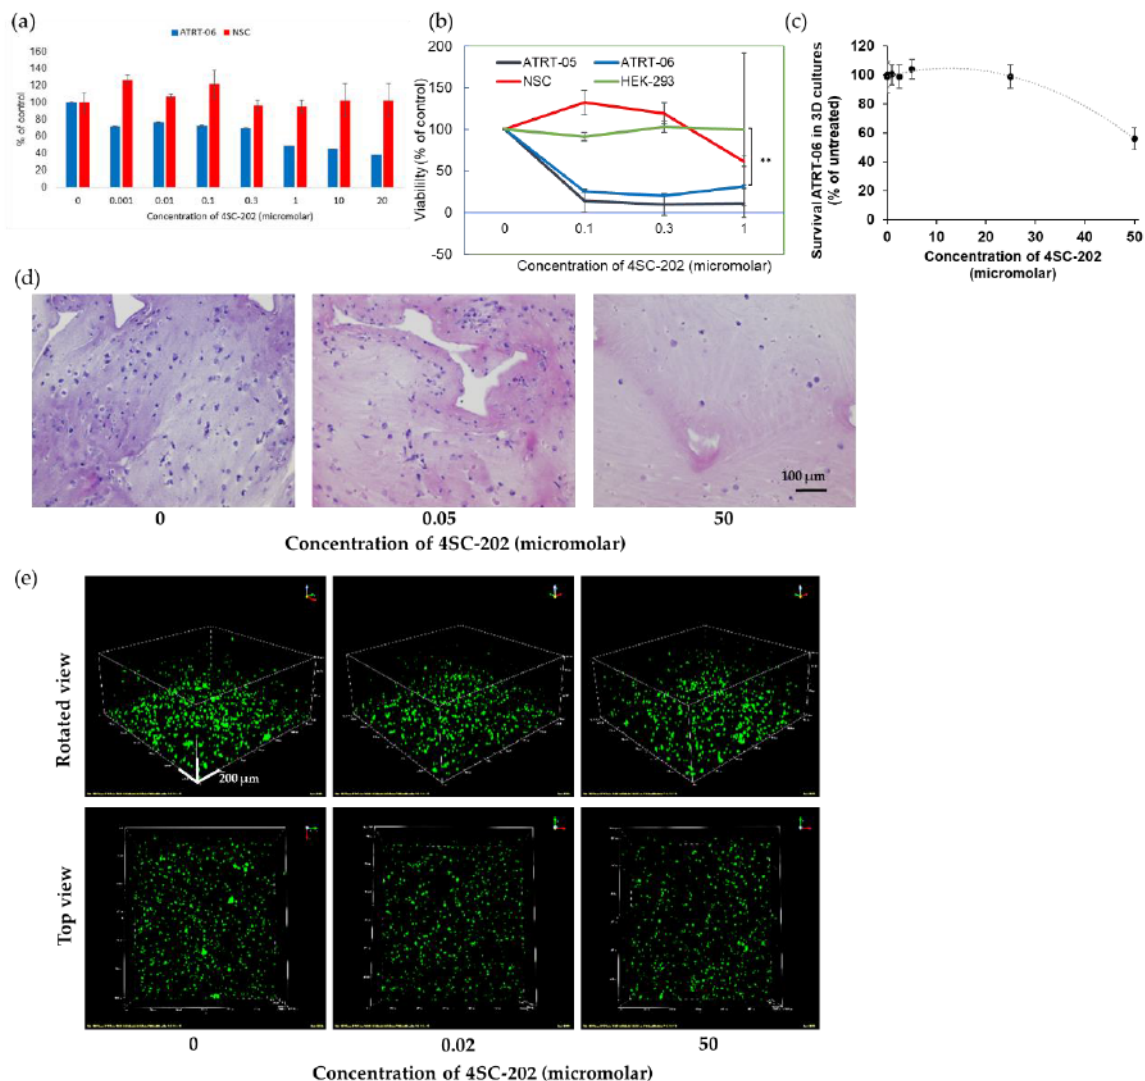 (a)
ATRT-06 NSC
% of control
160
140
120
100
80
60
40
20
0
0 0.001 0.01 0.1 0.3 1 10 20
Concentration of 4SC-202 (micromolar)
(b)
Viability (% of control)
200
150
100
50
0
-50
ATRT-05 ATRT-06
NSC HEK-293
**
0 0.1 0.3 1
Concentration of 4SC-202 (micromolar)
(c)
Survival ATRT-06 in 3D cultures
(% of untreated)
120
100
80
60
40
20
0
0 10 20 30 40 50
Concentration of 4SC-202
(micromolar)
(d)
100 µm
0 0.05 50
Concentration of 4SC-202 (micromolar)
(e)
Rotated view
200 µm
Top view
0 0.02 50
Concentration of 4SC-202 (micromolar)